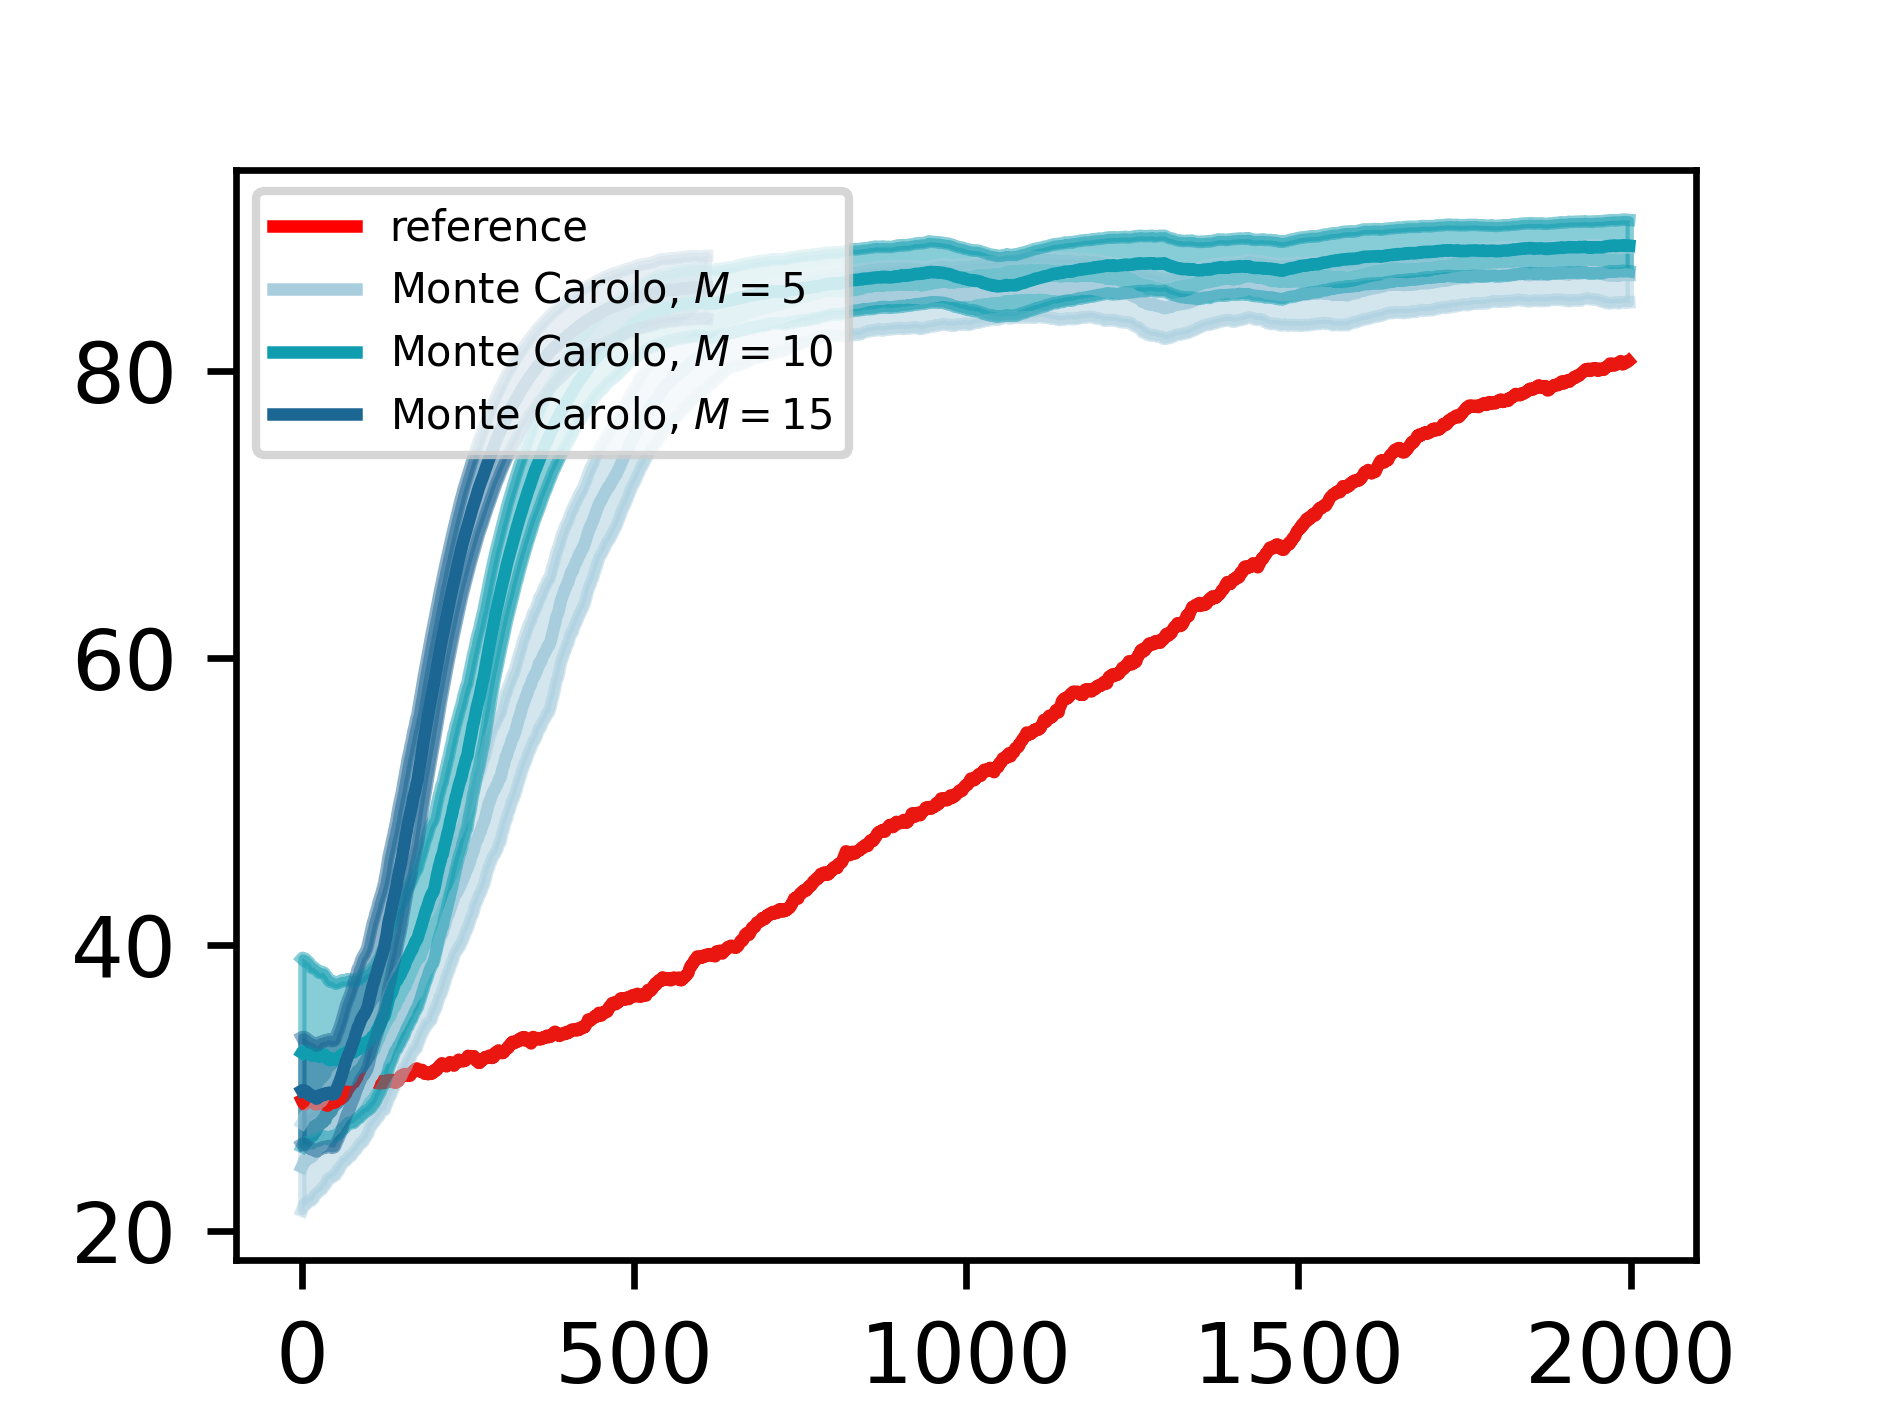 reference
Monte Carolo, M = 5
Monte Carolo, M = 10
Monte Carolo, M = 15
80
60
40
20
0 500 1000 1500 2000